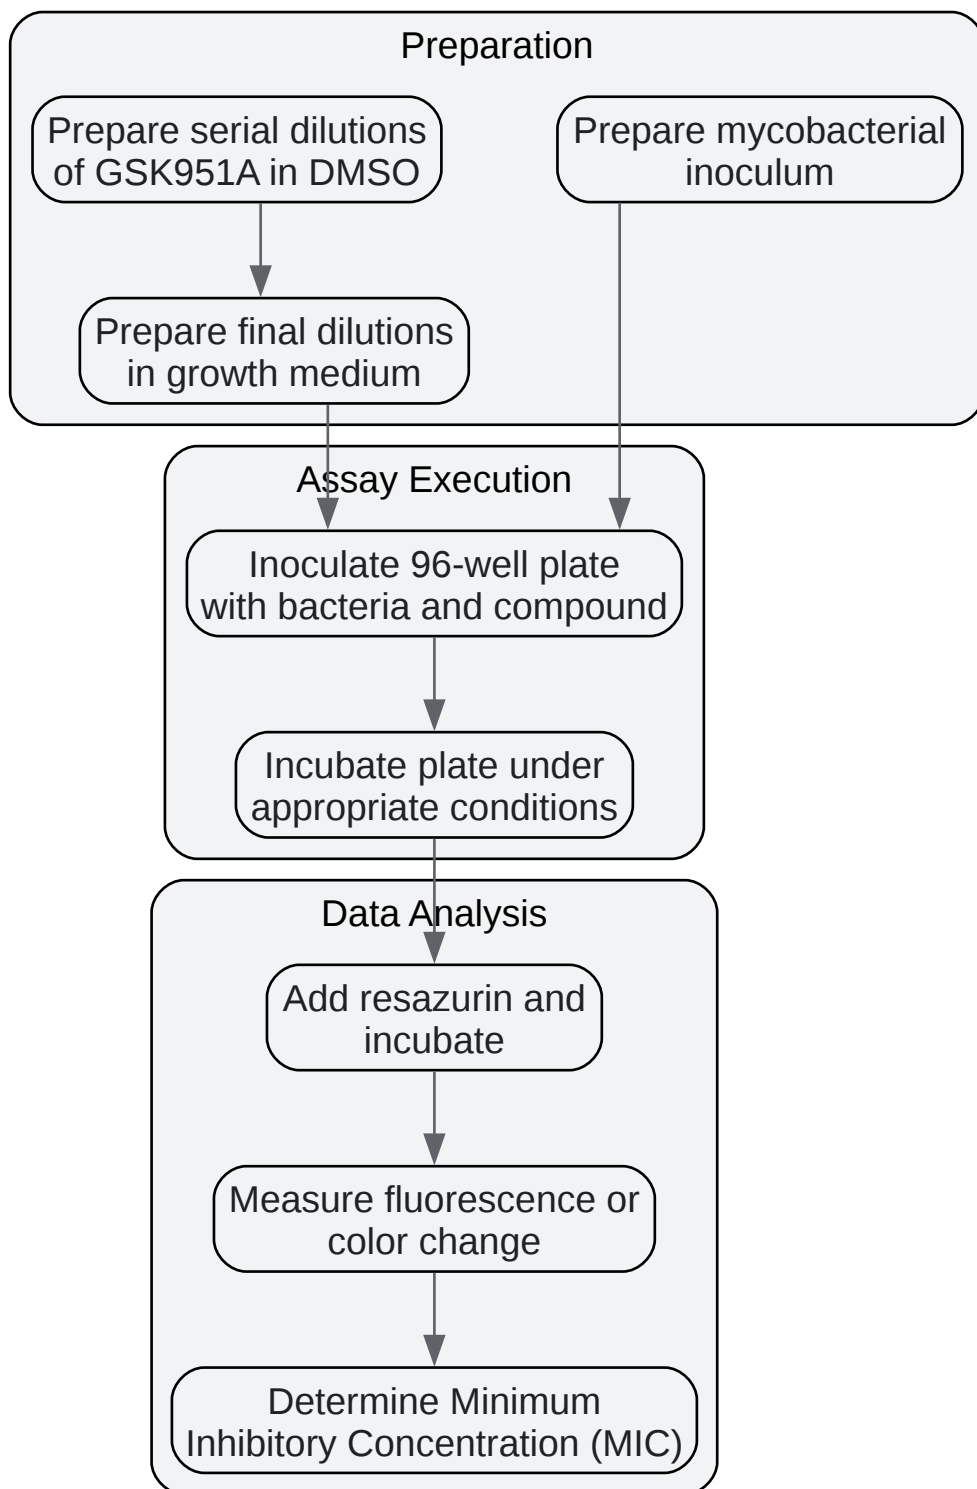 Preparation
Prepare serial dilutions
of GSK951A in DMSO
Prepare mycobacterial
inoculum
Prepare final dilutions
in growth medium
Assay Execution
Inoculate 96-well plate
with bacteria and compound
Incubate plate under
appropriate conditions
Data Analysis
Add resazurin and
incubate
Measure fluorescence or
color change
Determine Minimum
Inhibitory Concentration (MIC)